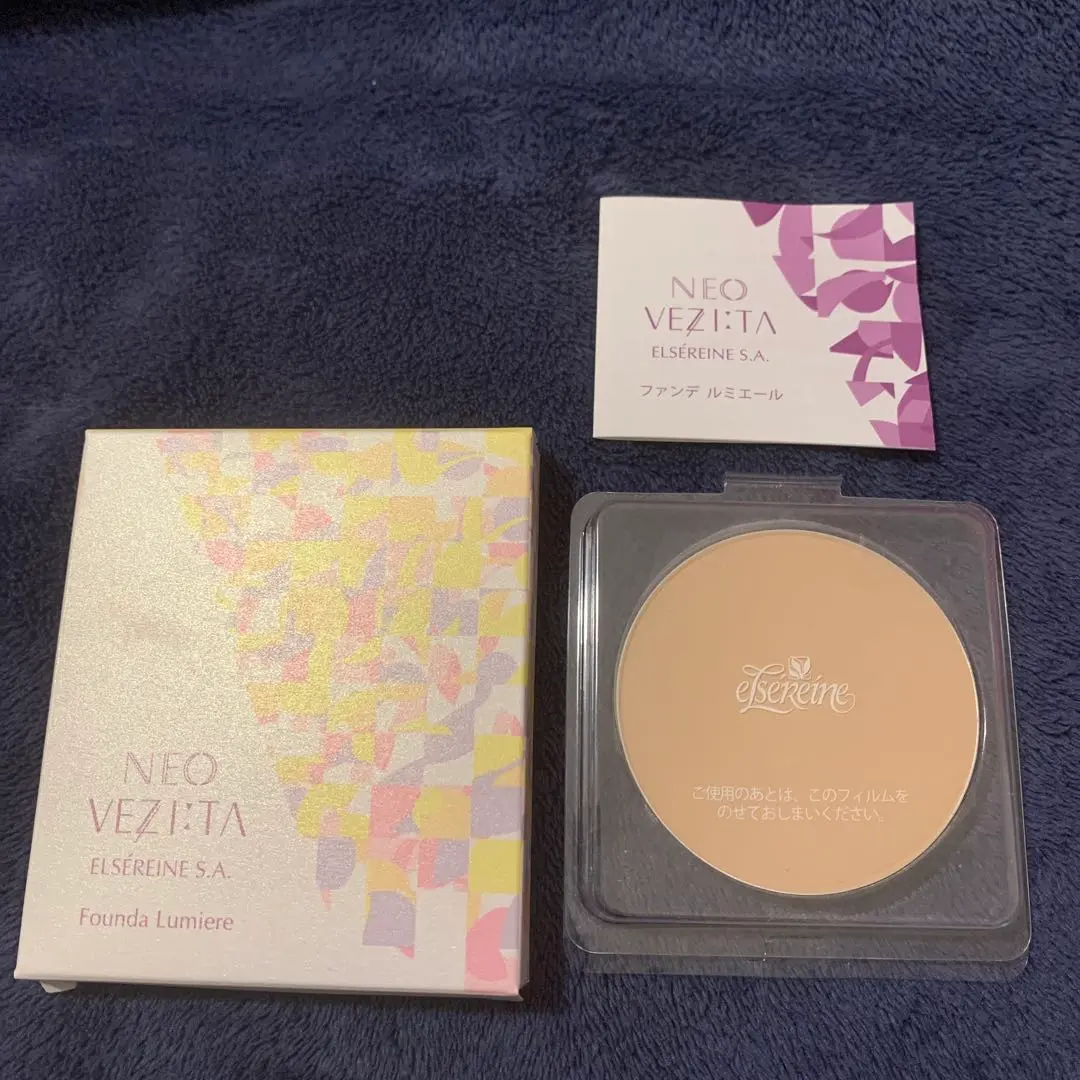 NEO
VEZI:TA
ELSÉREINE S.A.
ファンデ ルミエール
NEO
VEZI:TA
ELSÉREINE S.A.
Founda Lumiere
elsereine
ご使用のあとは、このフィルムを
のせておしまいください。